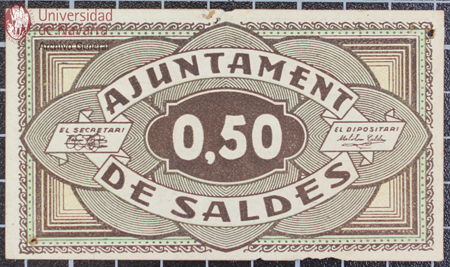 Universidad
de Navarra
Archivo General
AJUNTAMENT
EL SECRETARI
0,50
EL DIPOSITARI
DE SALDES